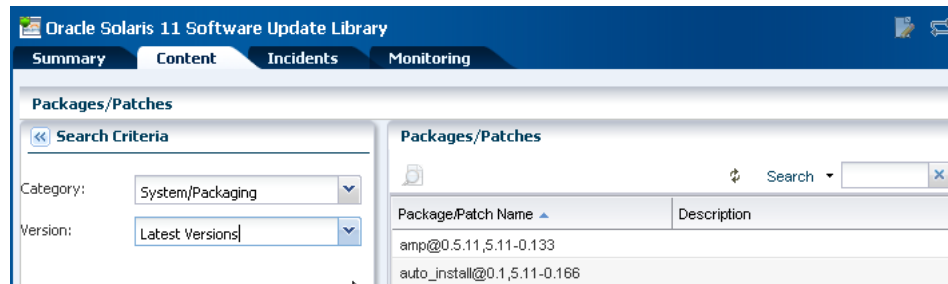 Oracle Solaris 11 Software Update Library
Summary Content Incidents Monitoring
Packages/Patches
Search Criteria
Category: System/Packaging
Version: Latest Versions
Packages/Patches
Search
Package/Patch Name Description
amp@0.5.11,5.11-0.133
auto_install@0.1,5.11-0.166